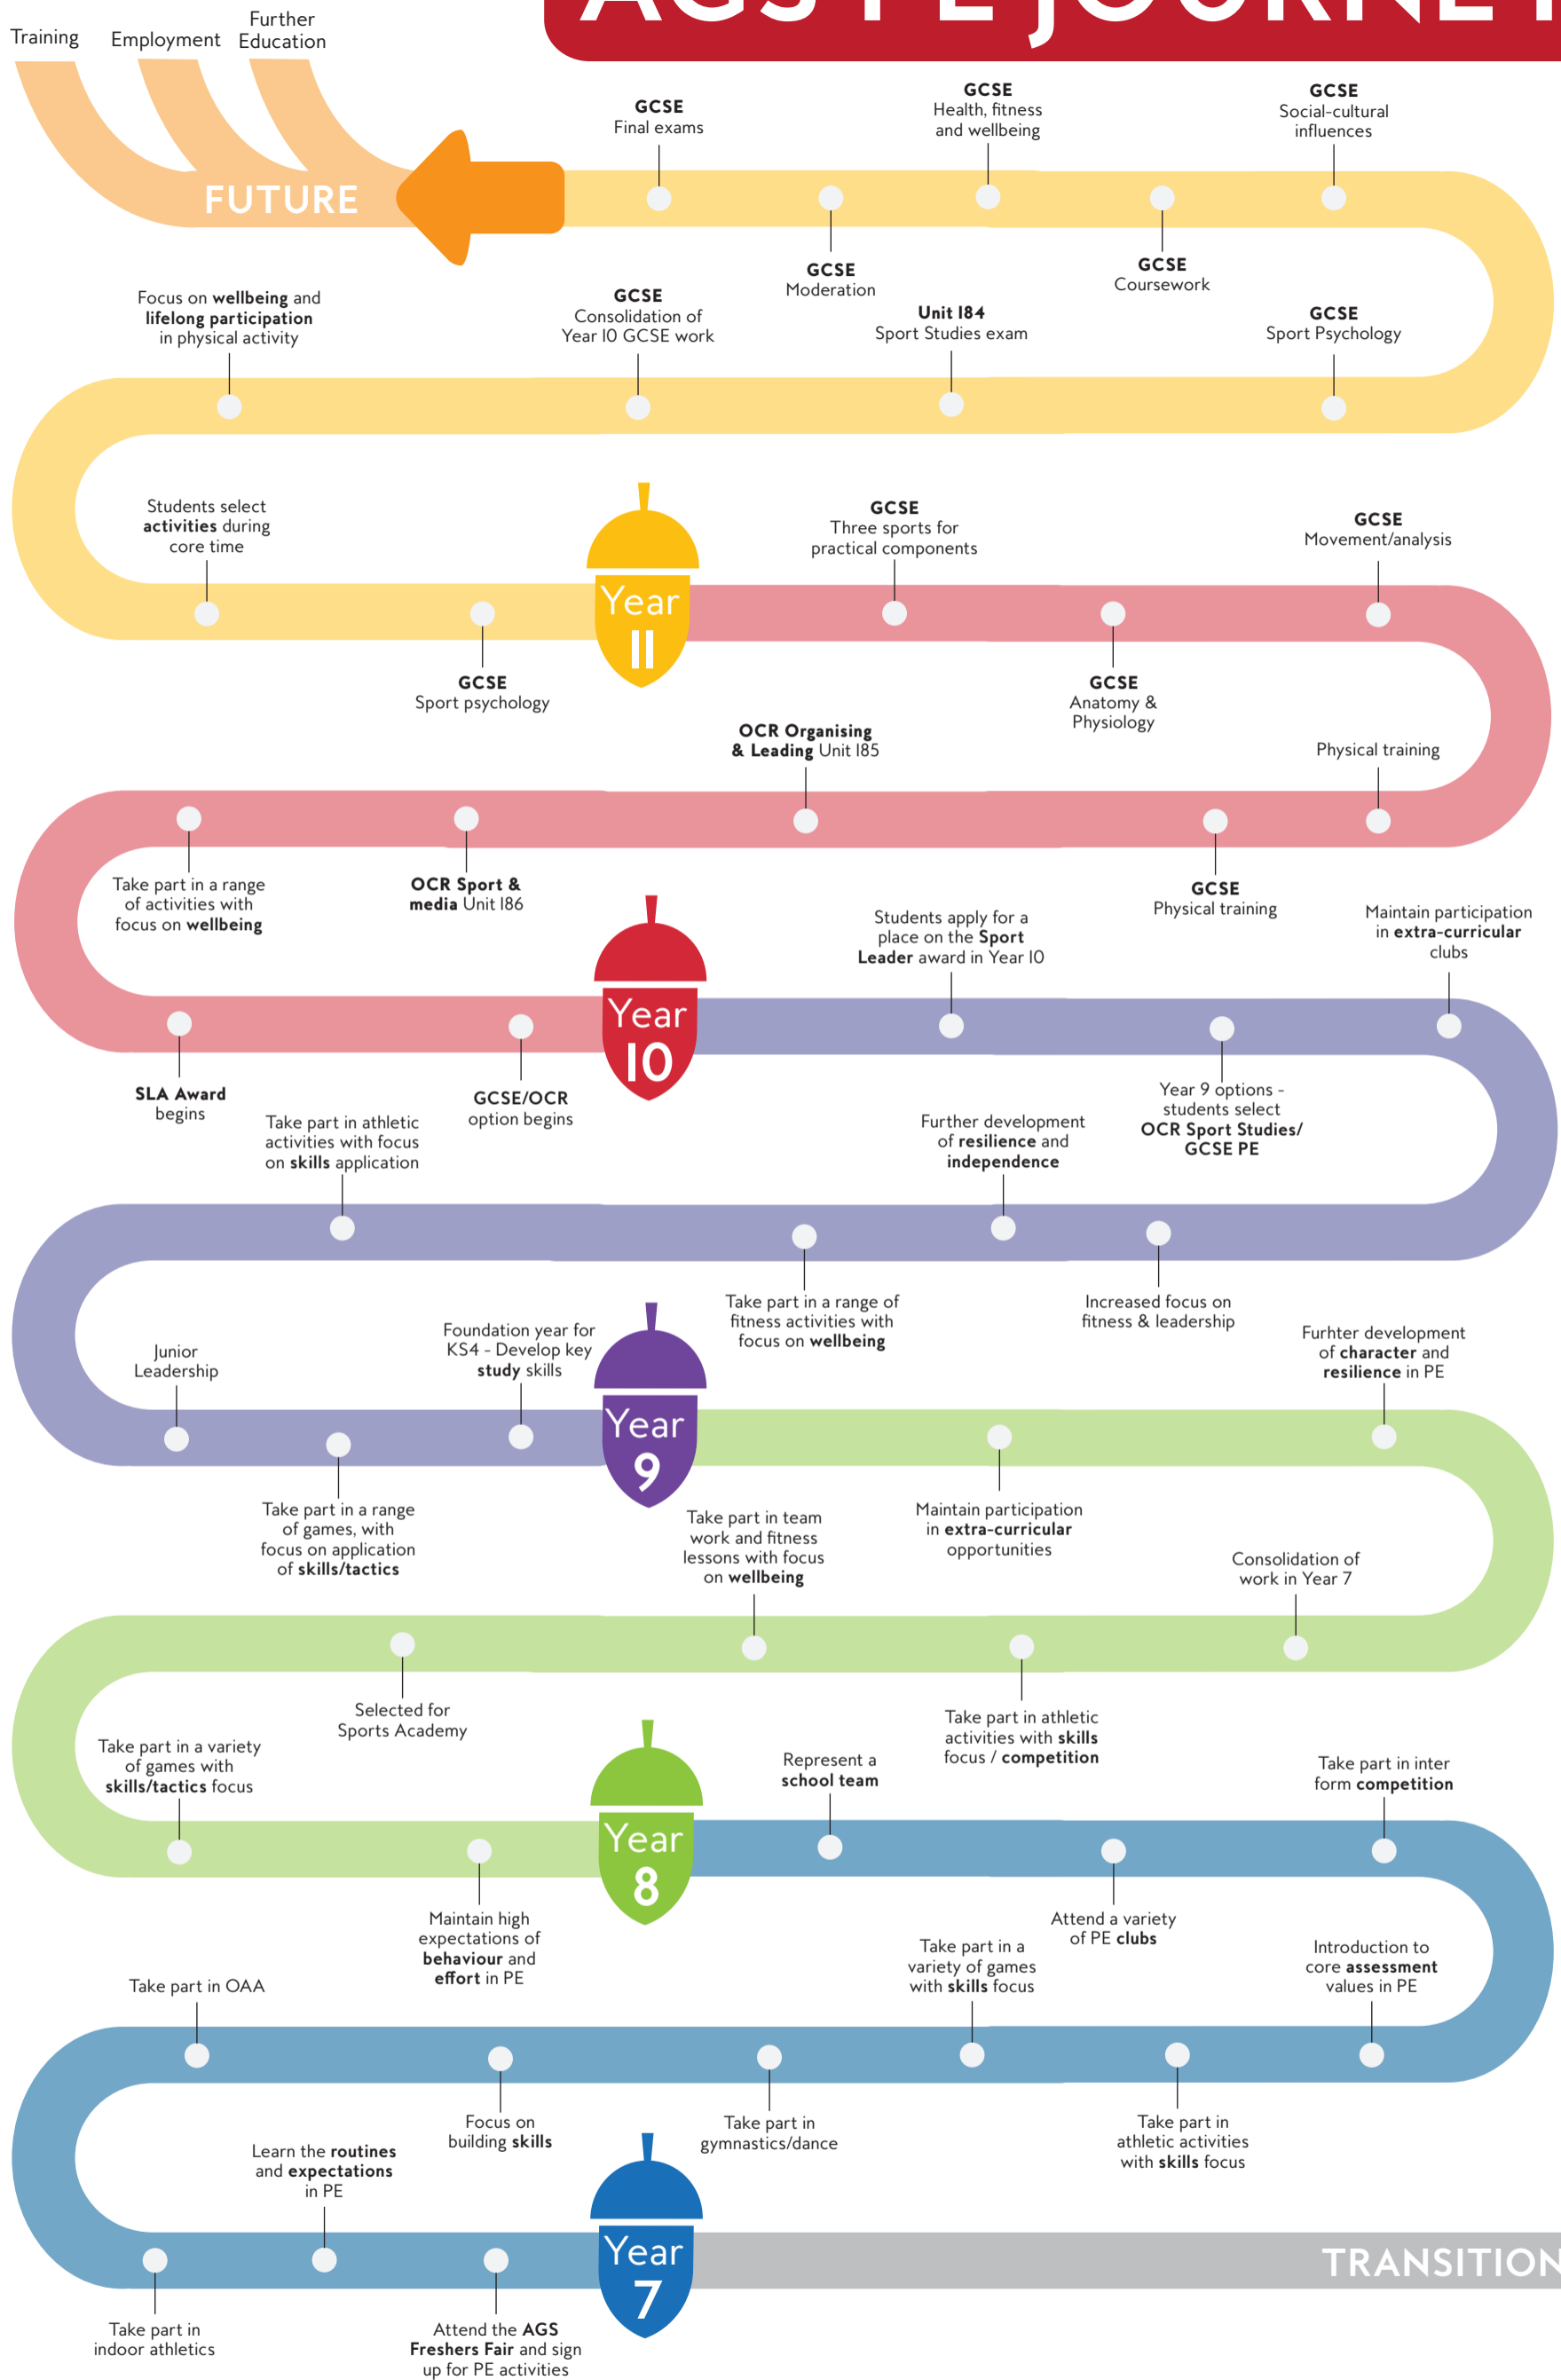 AGS PE JOURNEY
Training
Employment
Further
Education
FUTURE
GCSE
Final exams
GCSE
Health, fitness
and wellbeing
GCSE
Social-cultural
influences
GCSE
Moderation
GCSE
Coursework
Focus on wellbeing and
lifelong participation
in physical activity
GCSE
Consolidation of
Year 10 GCSE work
Unit 184
Sport Studies exam
GCSE
Sport Psychology
Students select
activities during
core time
GCSE
Sport psychology
Year
11
GCSE
Three sports for
practical components
GCSE
Anatomy &
Physiology
GCSE
Movement/analysis
OCR Organising
& Leading Unit 185
Physical training
Take part in a range
of activities with
focus on wellbeing
OCR Sport &
media Unit 186
GCSE
Physical training
SLA Award
begins
GCSE/OCR
option begins
Year
10
Students apply for a
place on the Sport
Leader award in Year 10
Year 9 options -
students select
OCR Sport Studies/
GCSE PE
Maintain participation
in extra-curricular
clubs
Take part in athletic
activities with focus
on skills application
Further development
of resilience and
independence
Take part in a range of
fitness activities with
focus on wellbeing
Increased focus on
fitness & leadership
Junior
Leadership
Take part in a range
of games, with
focus on application
of skills/tactics
Foundation year for
KS4 - Develop key
study skills
Year
9
Maintain participation
in extra-curricular
opportunities
Furhter development
of character and
resilience in PE
Selected for
Sports Academy
Take part in team
work and fitness
lessons with focus
on wellbeing
Take part in athletic
activities with skills
focus / competition
Consolidation of
work in Year 7
Take part in a variety
of games with
skills/tactics focus
Maintain high
expectations of
behaviour and
effort in PE
Year
8
Represent a
school team
Attend a variety
of PE clubs
Take part in inter
form competition
Take part in OAA
Focus on
building skills
Take part in
gymnastics/dance
Take part in a
variety of games
with skills focus
Take part in
athletic activities
with skills focus
Introduction to
core assessment
values in PE
Take part in
indoor athletics
Learn the routines
and expectations
in PE
Attend the AGS
Freshers Fair and sign
up for PE activities
Year
7
TRANSITION